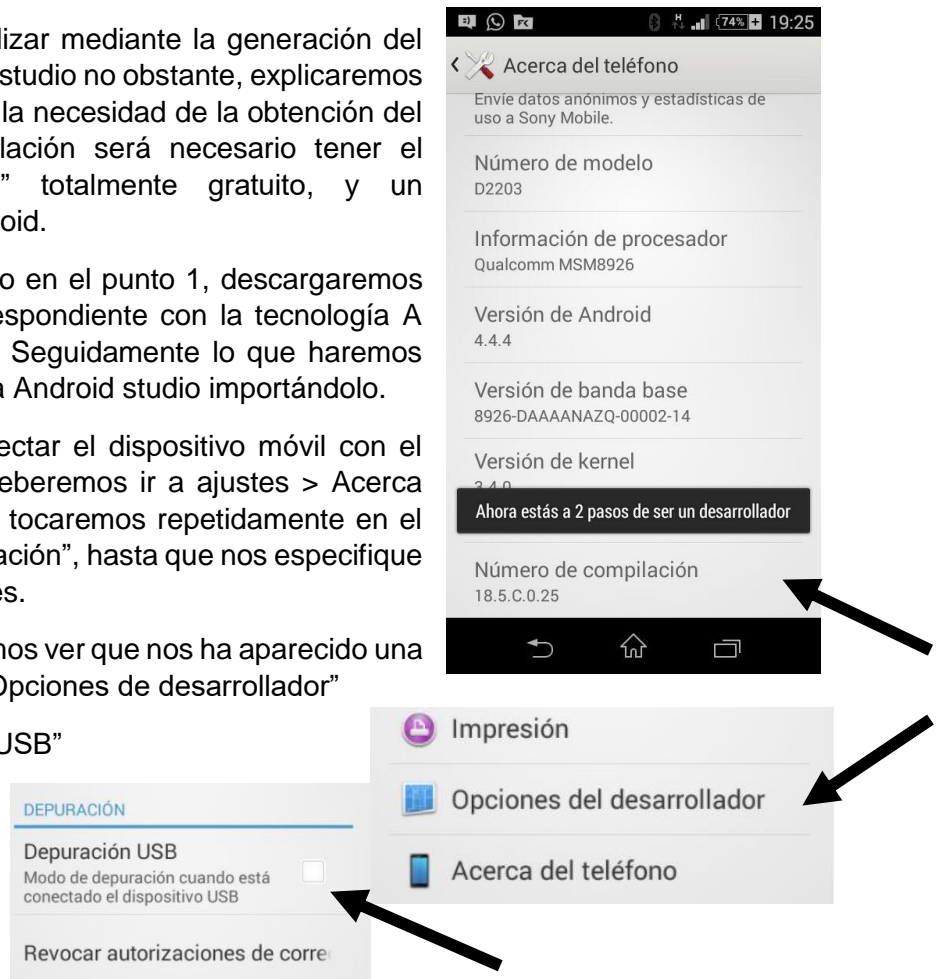 lizar mediante la generación del
studio no obstante, explicaremos
la necesidad de la obtención del
lación será necesario tener el
” totalmente gratuito, y un
oid.
o en el punto 1, descargaremos
espondiente con la tecnología A
Seguidamente lo que haremos
a Android studio importándolo.
ectar el dispositivo móvil con el
eberemos ir a ajustes > Acerca
tocaremos repetidamente en el
ación”, hasta que nos especifique
es.
nos ver que nos ha aparecido una
Opciones de desarrollador”
USB”
74% 19:25
Acerca del teléfono
Envíe datos anónimos y estadísticas de
uso a Sony Mobile.
Número de modelo
D2203
Información de procesador
Qualcomm MSM8926
Versión de Android
4.4.4
Versión de banda base
8926-DAAAANAZQ-00002-14
Versión de kernel
3.4.0
Ahora estás a 2 pasos de ser un desarrollador
Número de compilación
18.5.C.0.25
Impresión
Opciones del desarrollador
Acerca del teléfono
DEPURACIÓN
Depuración USB
Modo de depuración cuando está
conectado el dispositivo USB
Revocar autorizaciones de corre